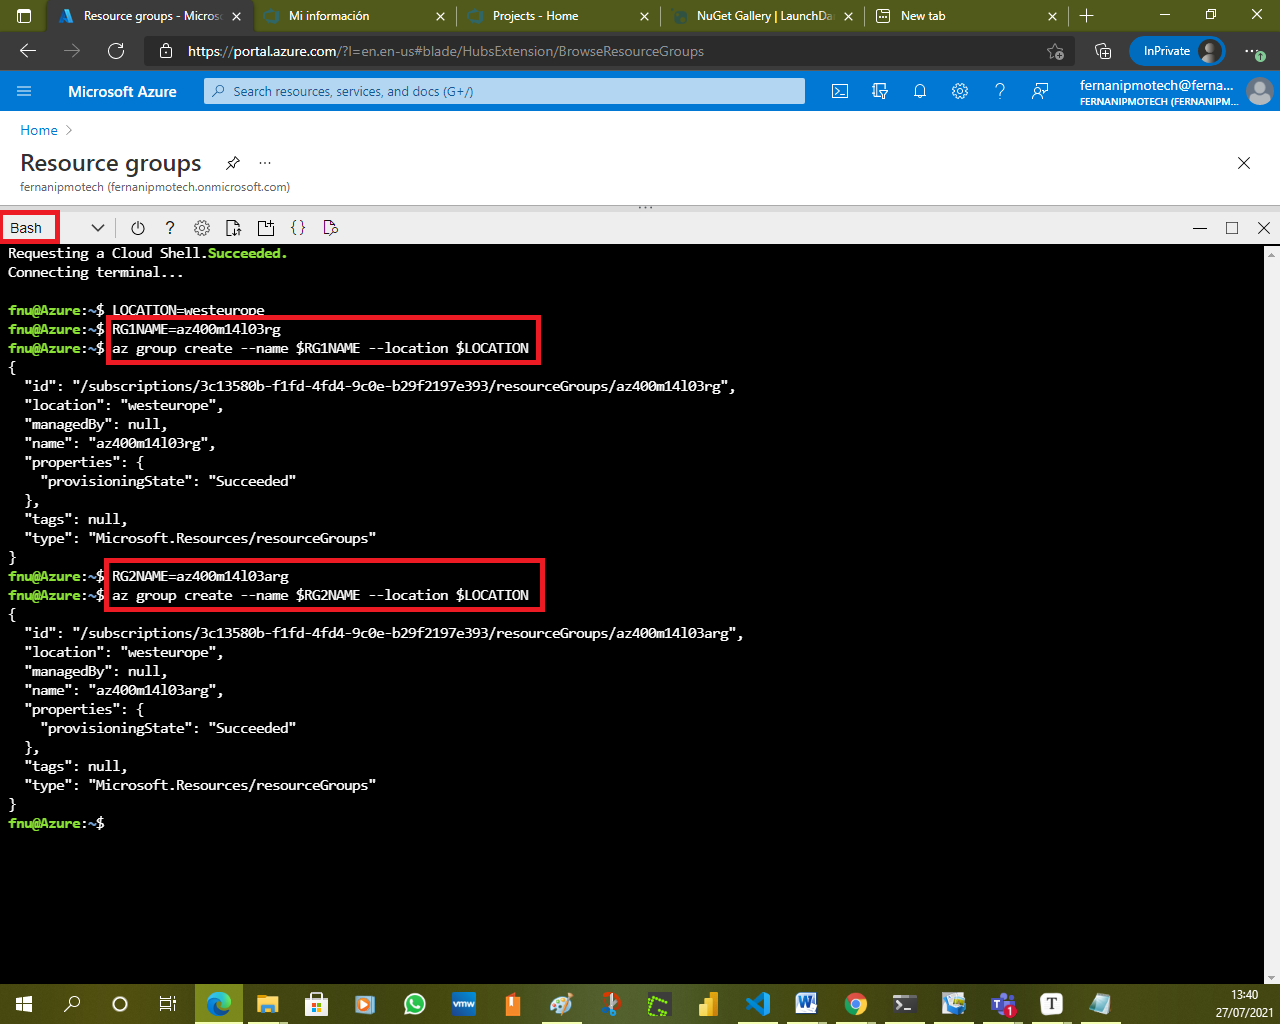 Resource groups - Micros
Mi información
Projects - Home
NuGet Gallery | LaunchDa
New tab
https://portal.azure.com/?l=en.en-us#blade/HubsExtension/BrowseResourceGroups
InPrivate
Microsoft Azure
Search resources, services, and docs (G+/)
fernanipmotech@ferna...
FERNANIPMOTECH (FERNANIPM...
Home >
Resource groups
...
fernanipmotech (fernanipmotech.onmicrosoft.com)
Bash
Requesting a Cloud Shell.Succeeded.
Connecting terminal...
fnu@Azure:~$ LOCATION=westeurope
fnu@Azure:~$ RG1NAME=az400m14l03rg
fnu@Azure:~$ az group create --name $RG1NAME --location $LOCATION
{
  "id": "/subscriptions/3c13580b-f1fd-4fd4-9c0e-b29f2197e393/resourceGroups/az400m14l03rg",
  "location": "westeurope",
  "managedBy": null,
  "name": "az400m14l03rg",
  "properties": {
    "provisioningState": "Succeeded"
  },
  "tags": null,
  "type": "Microsoft.Resources/resourceGroups"
}
fnu@Azure:~$ RG2NAME=az400m14l03arg
fnu@Azure:~$ az group create --name $RG2NAME --location $LOCATION
{
  "id": "/subscriptions/3c13580b-f1fd-4fd4-9c0e-b29f2197e393/resourceGroups/az400m14l03arg",
  "location": "westeurope",
  "managedBy": null,
  "name": "az400m14l03arg",
  "properties": {
    "provisioningState": "Succeeded"
  },
  "tags": null,
  "type": "Microsoft.Resources/resourceGroups"
}
fnu@Azure:~$
vmw
T
1
13:40
27/07/2021